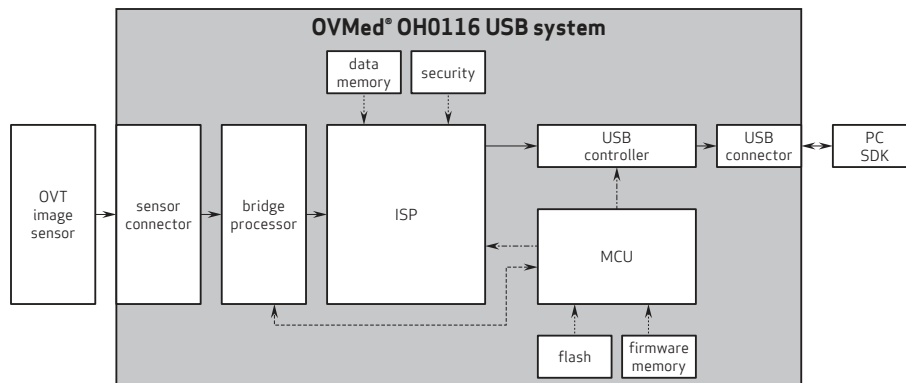 OVMed® OH0116 USB system
data
memory
security
OVT
image
sensor
sensor
connector
bridge
processor
ISP
USB
controller
USB
connector
PC
SDK
MCU
flash
firmware
memory